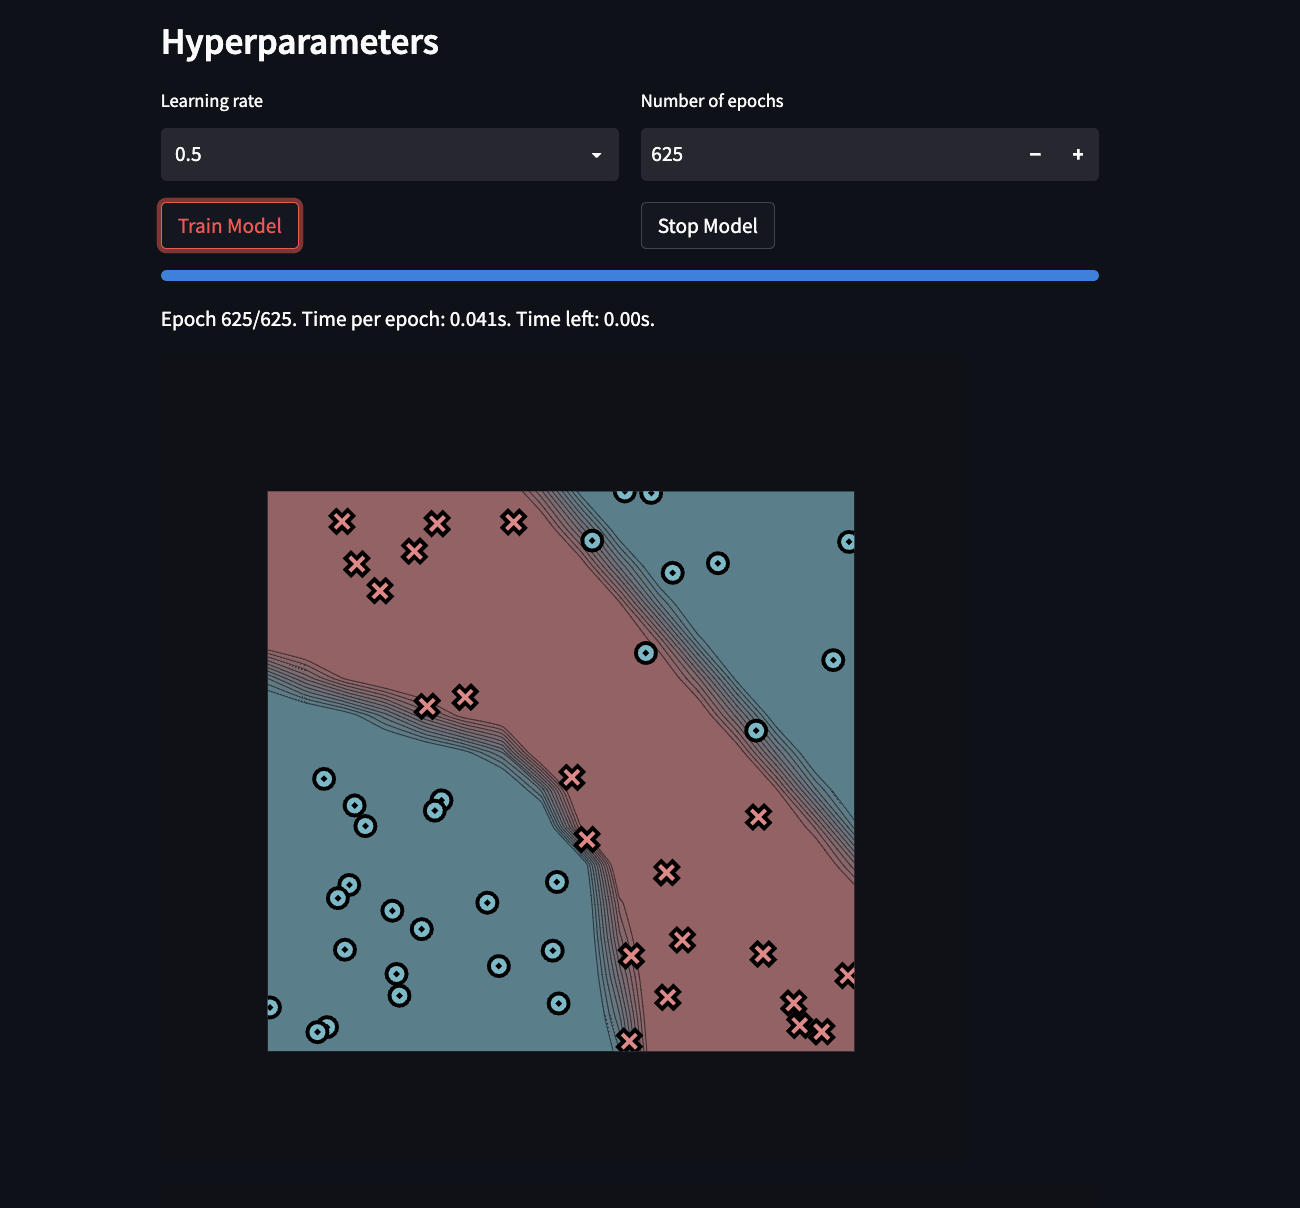 Hyperparameters
Learning rate
Number of epochs
0.5
625
Train Model
Stop Model
Epoch 625/625. Time per epoch: 0.041s. Time left: 0.00s.